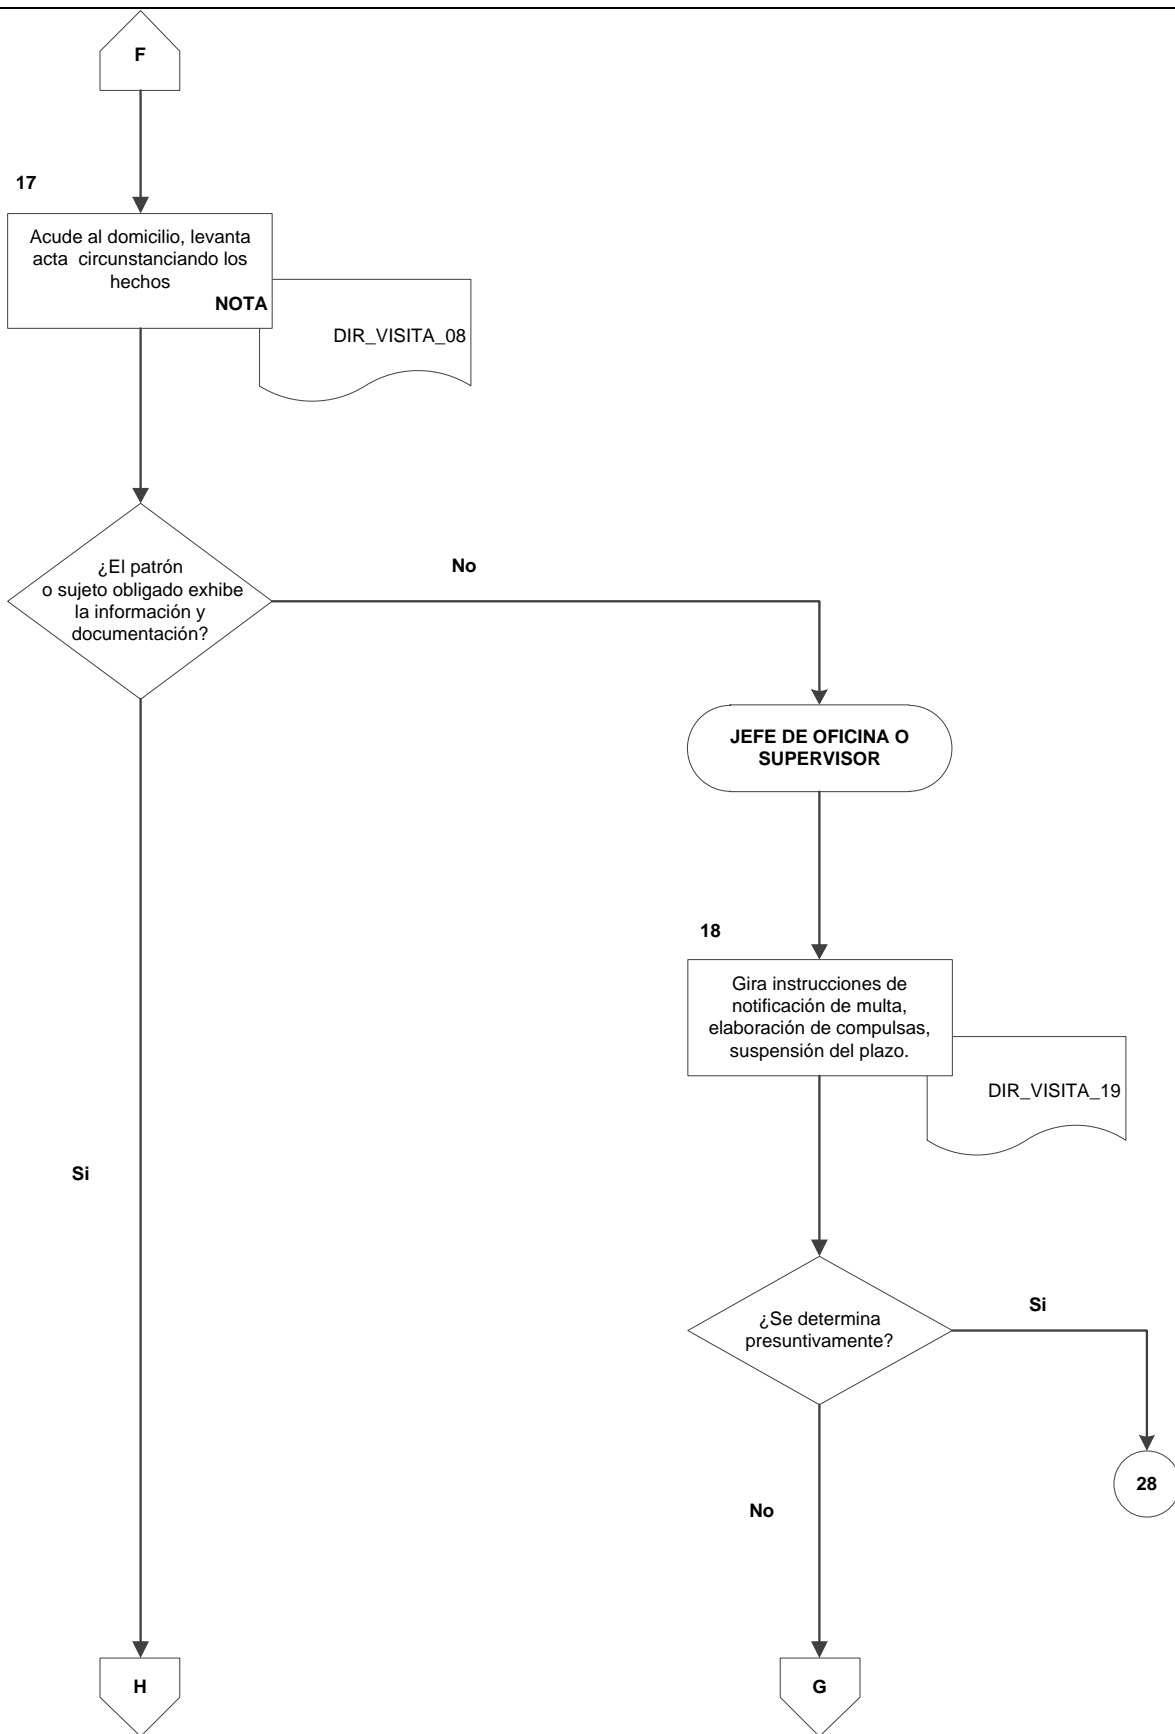 F
17
Acude al domicilio, levanta
acta circunstanciando los
hechos
NOTA
DIR_VISITA_08
¿El patrón
o sujeto obligado exhibe
la información y
documentación?
No
JEFE DE OFICINA O
SUPERVISOR
18
Gira instrucciones de
notificación de multa,
elaboración de compulsas,
suspensión del plazo.
DIR_VISITA_19
Si
¿Se determina
presuntivamente?
Si
28
No
H
G